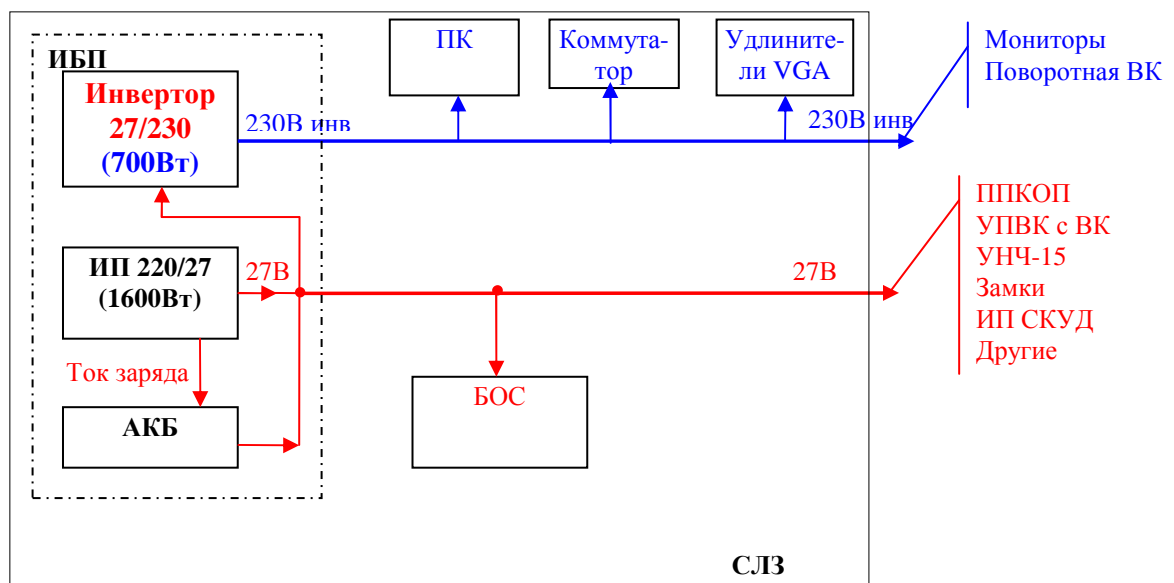 ИБП
Инвертор
27/230
(700Вт)
ПК
Коммута-
тор
Удлините-
ли VGA
230В инв
230В инв
Мониторы
Поворотная ВК
ИП 220/27
(1600Вт)
27В
27В
ППКОП
УПВК с ВК
УНЧ-15
Замки
ИП СКУД
Другие
Ток заряда
АКБ
БОС
СЛЗ